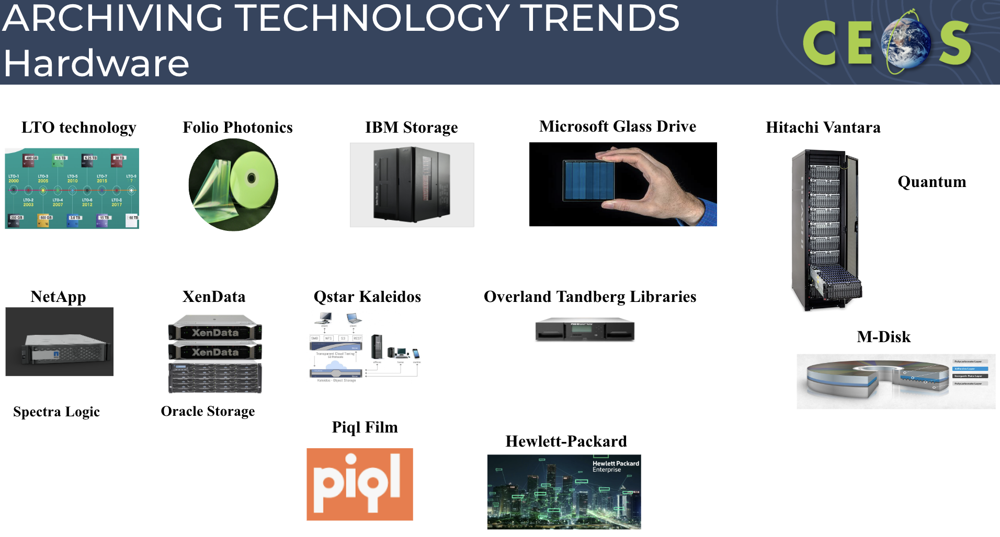 ARCHIVING TECHNOLOGY TRENDS
Hardware
CEOS
LTO technology
Folio Photonics
IBM Storage
Microsoft Glass Drive
Hitachi Vantara
Quantum
400 GB
1.6 TB
6.25 TB
30 TB
LTO-1
2000
LTO-3
2005
LTO-5
2010
LTO-7
2015
LTO-9
?
LTO-2
2003
LTO-4
2007
LTO-6
2012
LTO-8
2017
200 GB
800 GB
3.0 TB
15 TB
60 TB
HITACHI
NetApp
XenData
Qstar Kaleidos
Overland Tandberg Libraries
XenData
XenData
client
client
SMB
NFS
S3
REST
Transparent Cloud Tiering
S3 Protocols
offices
home
mobile
Kaleidos - Object Storage
neoseries
M-Disk
Polycarbonate Layer
Adhesive Layer
Inorganic Data Layer
Polycarbonate Layer
Spectra Logic
Oracle Storage
Piql Film
piql
Hewlett-Packard
Hewlett Packard
Enterprise